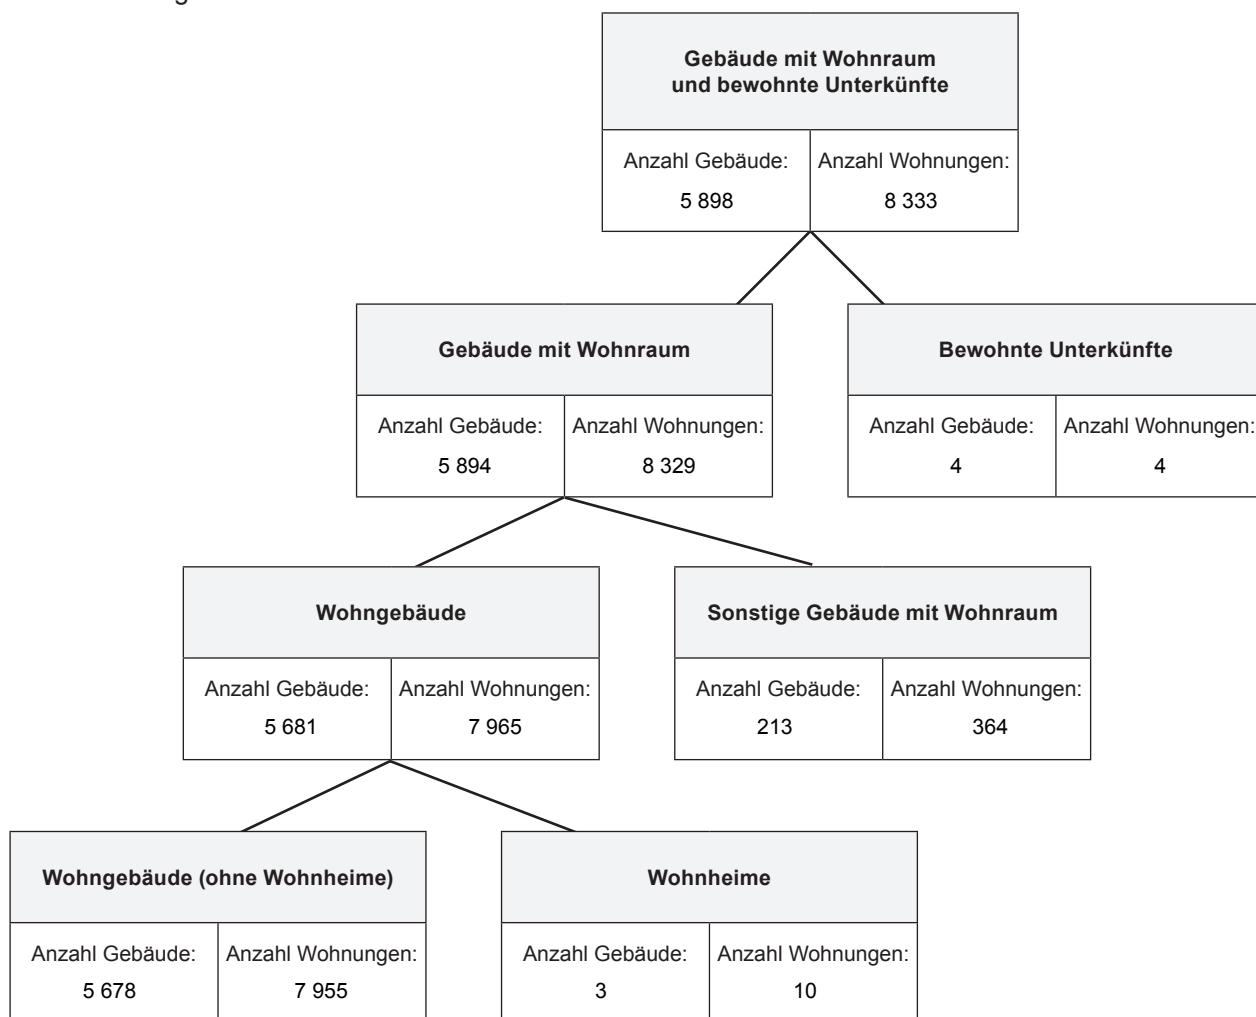 Gebäude mit Wohnraum
und bewohnte Unterkünfte
Anzahl Gebäude: Anzahl Wohnungen:
5 898 8 333
Gebäude mit Wohnraum Bewohnte Unterkünfte
Anzahl Gebäude: Anzahl Wohnungen: Anzahl Gebäude: Anzahl Wohnungen:
5 894 8 329 4 4
Wohngebäude Sonstige Gebäude mit Wohnraum
Anzahl Gebäude: Anzahl Wohnungen: Anzahl Gebäude: Anzahl Wohnungen:
5 681 7 965 213 364
Wohngebäude (ohne Wohnheime) Wohnheime
Anzahl Gebäude: Anzahl Wohnungen: Anzahl Gebäude: Anzahl Wohnungen:
5 678 7 955 3 10